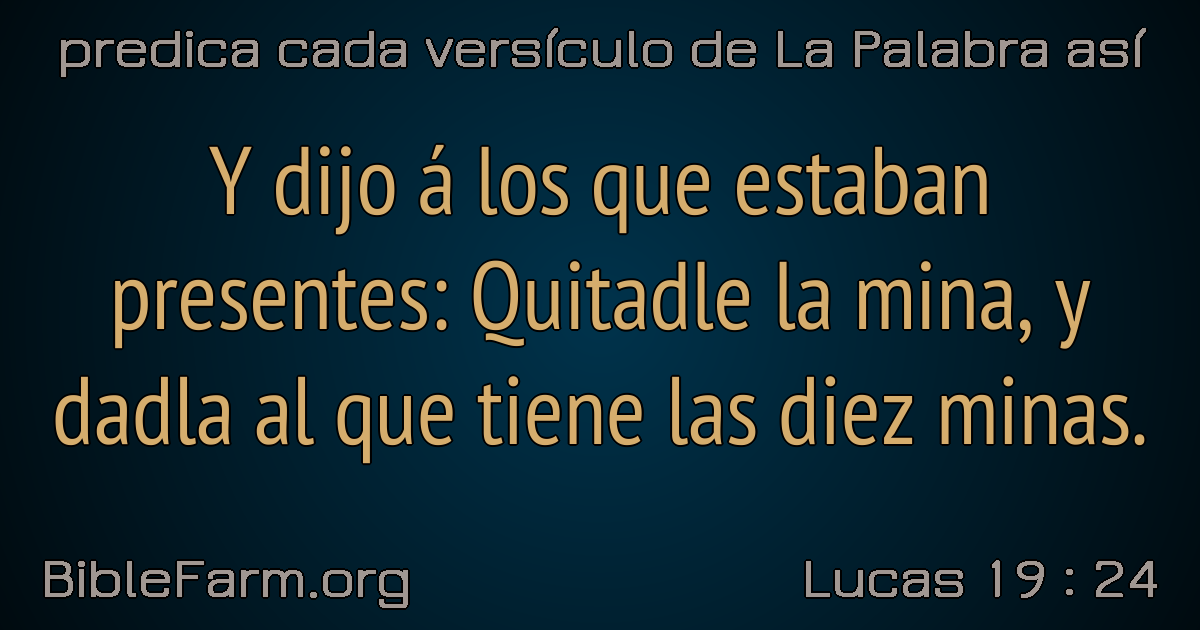 predica cada versículo de La Palabra así
Y dijo á los que estaban
presentes: Quitadle la mina, y
dadla al que tiene las diez minas.
BibleFarm.org
Lucas 19 : 24